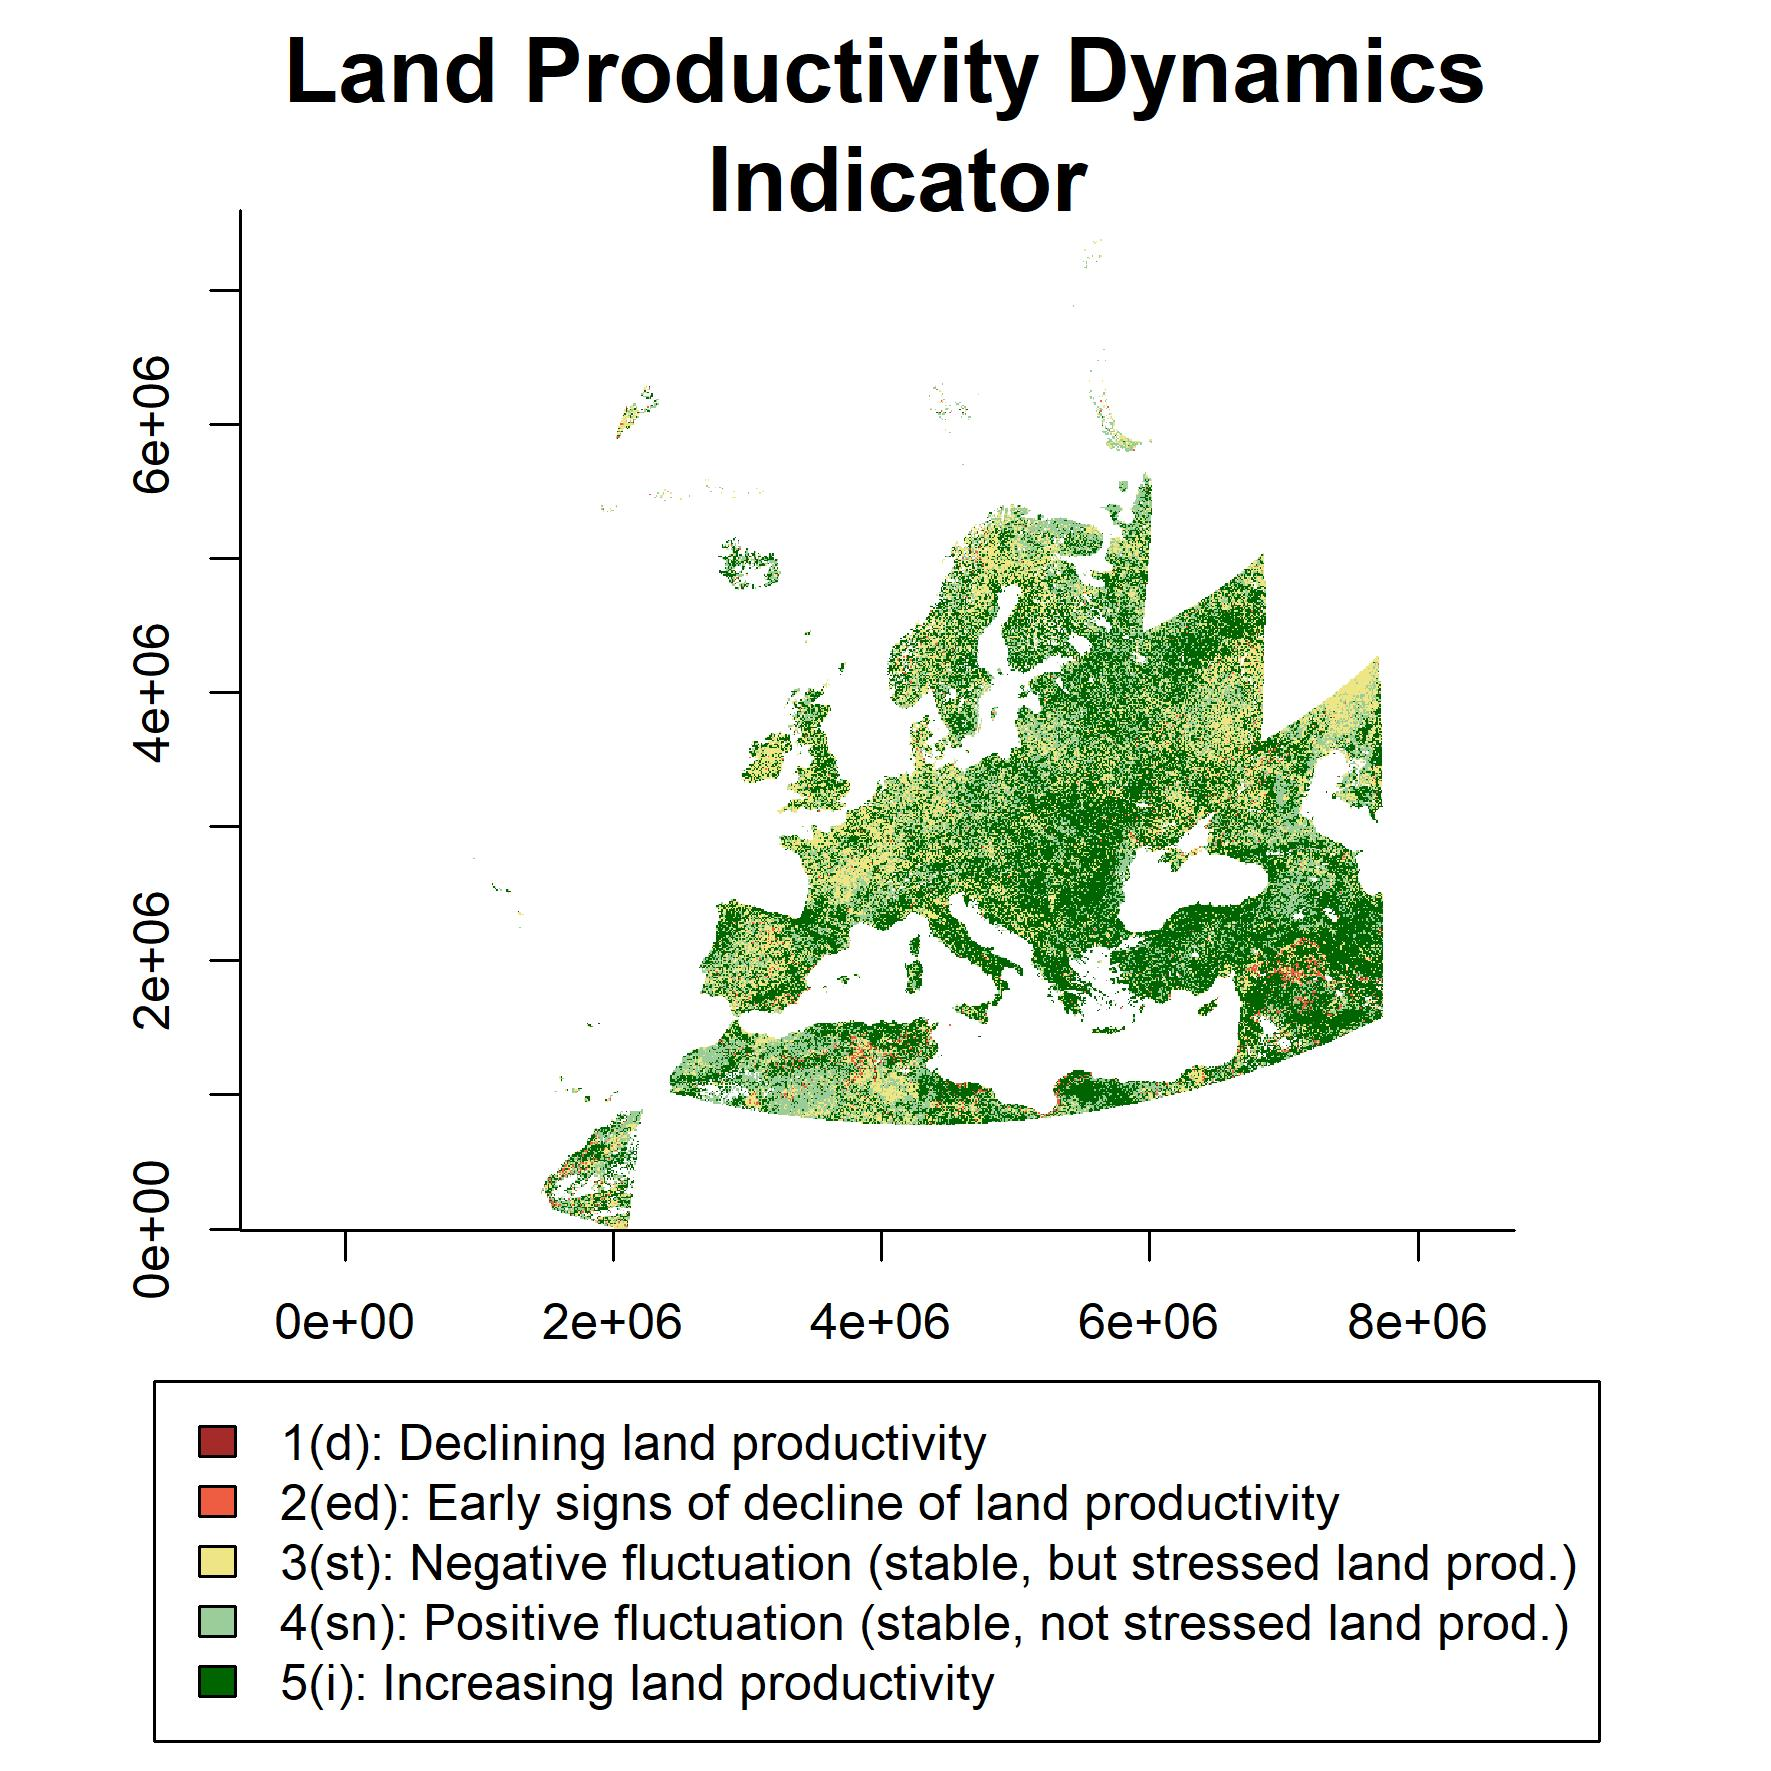 Land Productivity Dynamics
Indicator
6e+06
4e+06
2e+06
0e+00
0e+00 2e+06 4e+06 6e+06 8e+06
1(d): Declining land productivity
2(ed): Early signs of decline of land productivity
3(st): Negative fluctuation (stable, but stressed land prod.)
4(sn): Positive fluctuation (stable, not stressed land prod.)
5(i): Increasing land productivity